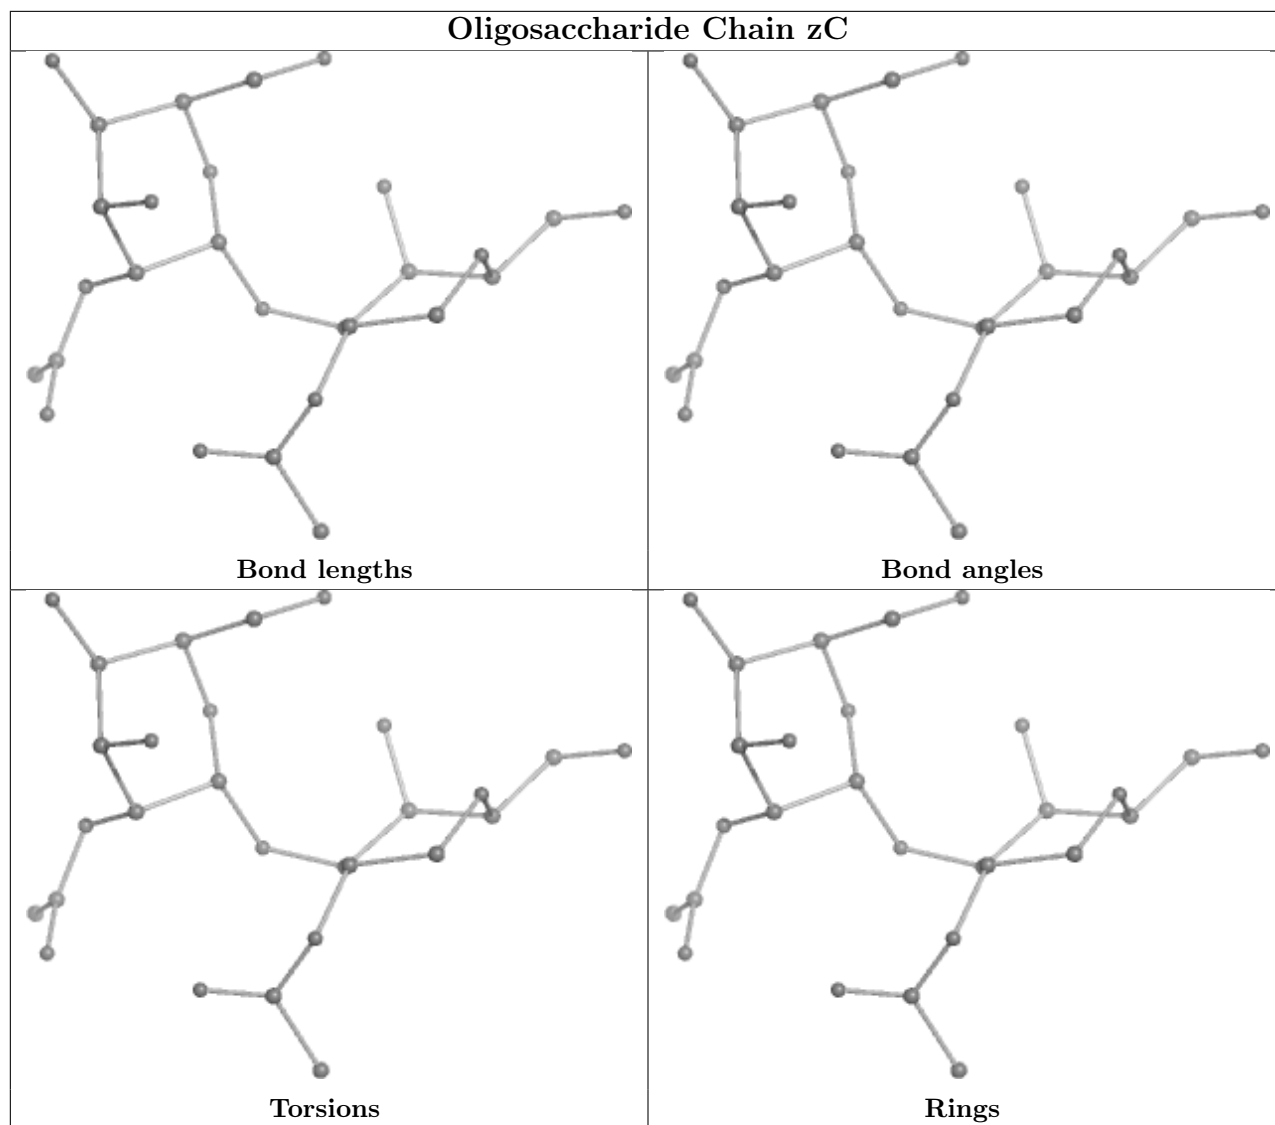 Oligosaccharide Chain zC
Bond lengths
Bond angles
Torsions
Rings